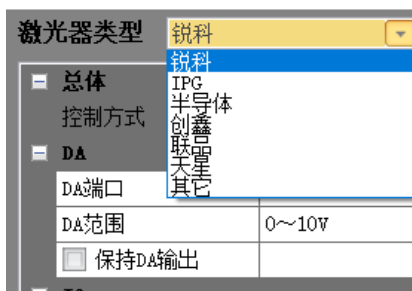 激光器类型 锐科
锐科
IPG
半导体
创鑫
联品
天星
其它
总体
控制方式
DA
DA端口
DA范围 0～10V
保持DA输出